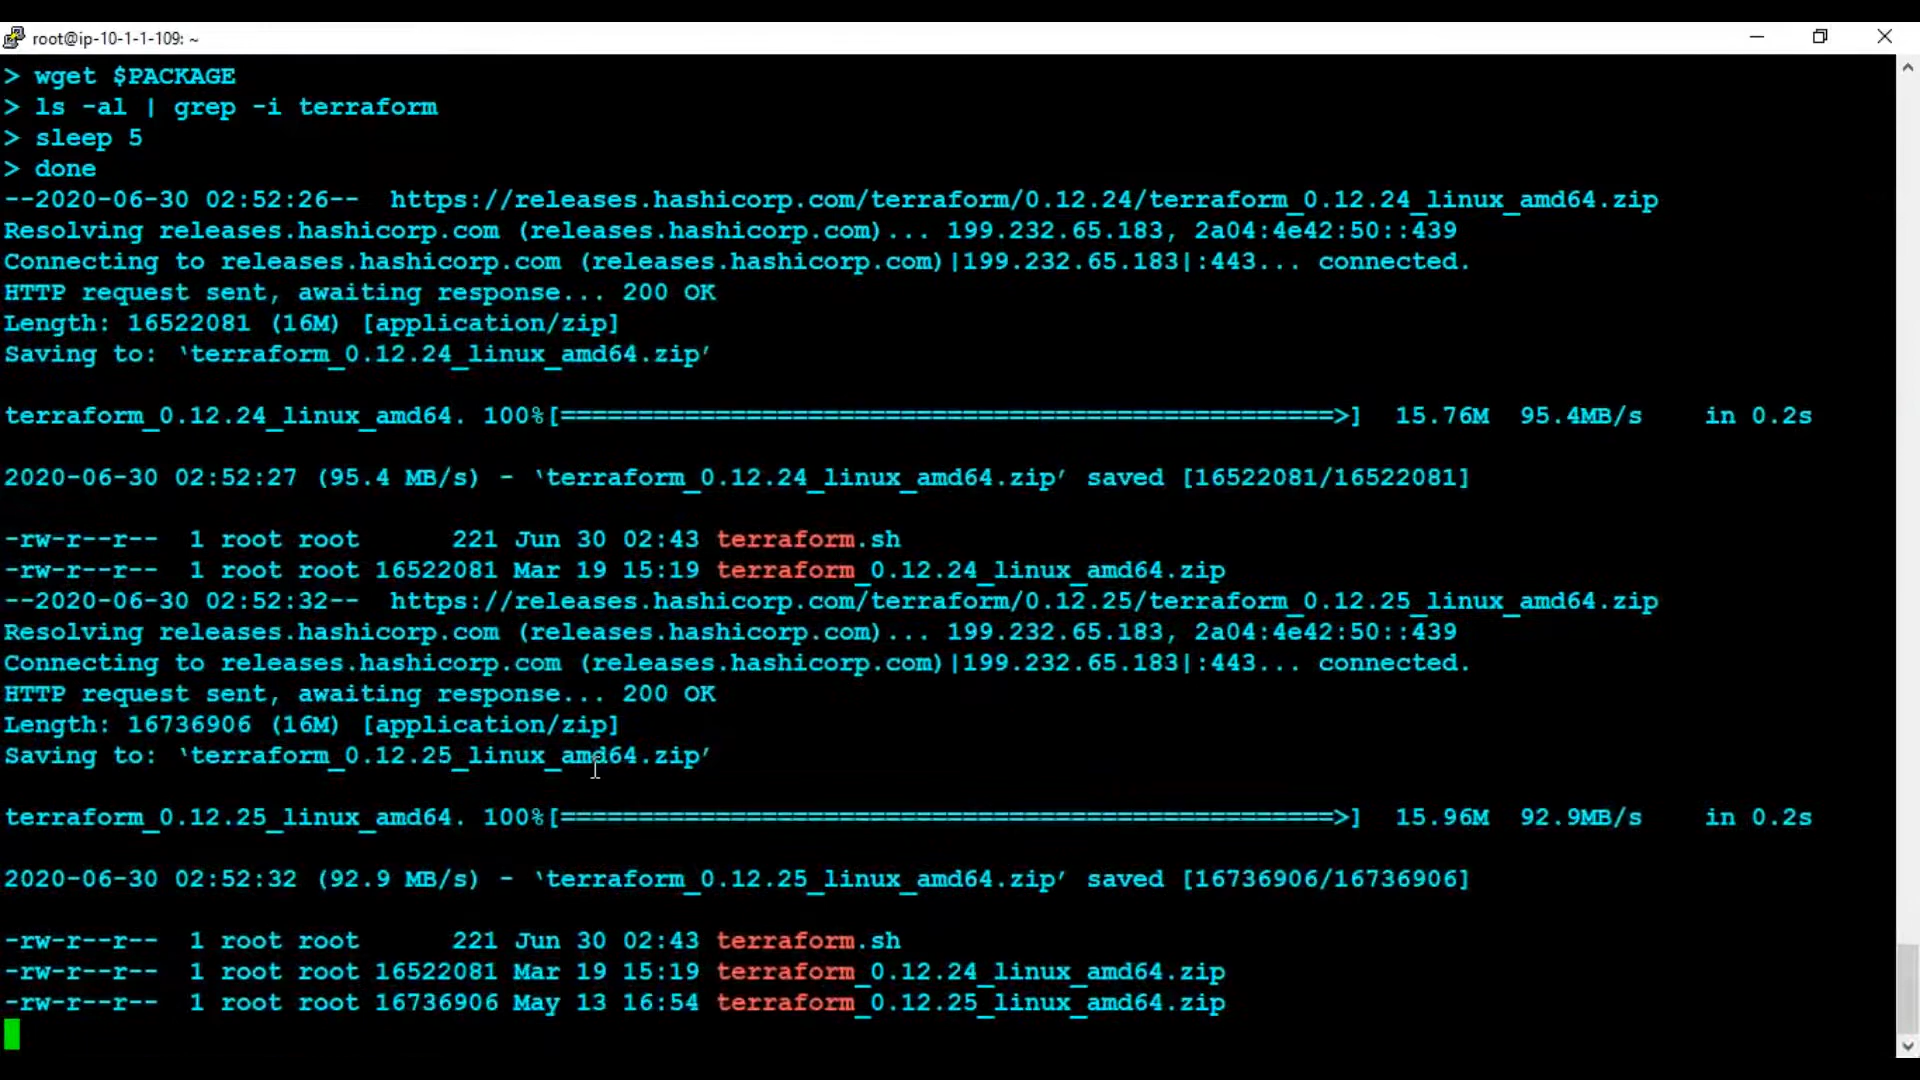 root@ip-10-1-1-109: ~
> wget $PACKAGE
> ls -al | grep -i terraform
> sleep 5
> done
--2020-06-30 02:52:26--  https://releases.hashicorp.com/terraform/0.12.24/terraform_0.12.24_linux_amd64.zip
Resolving releases.hashicorp.com (releases.hashicorp.com)... 199.232.65.183, 2a04:4e42:50::439
Connecting to releases.hashicorp.com (releases.hashicorp.com)|199.232.65.183|:443... connected.
HTTP request sent, awaiting response... 200 OK
Length: 16522081 (16M) [application/zip]
Saving to: ‘terraform_0.12.24_linux_amd64.zip’
terraform_0.12.24_linux_amd64. 100%[==================================================>]  15.76M  95.4MB/s    in 0.2s
2020-06-30 02:52:27 (95.4 MB/s) - ‘terraform_0.12.24_linux_amd64.zip’ saved [16522081/16522081]
-rw-r--r--  1 root root      221 Jun 30 02:43 terraform.sh
-rw-r--r--  1 root root 16522081 Mar 19 15:19 terraform_0.12.24_linux_amd64.zip
--2020-06-30 02:52:32--  https://releases.hashicorp.com/terraform/0.12.25/terraform_0.12.25_linux_amd64.zip
Resolving releases.hashicorp.com (releases.hashicorp.com)... 199.232.65.183, 2a04:4e42:50::439
Connecting to releases.hashicorp.com (releases.hashicorp.com)|199.232.65.183|:443... connected.
HTTP request sent, awaiting response... 200 OK
Length: 16736906 (16M) [application/zip]
Saving to: ‘terraform_0.12.25_linux_amd64.zip’
terraform_0.12.25_linux_amd64. 100%[==================================================>]  15.96M  92.9MB/s    in 0.2s
2020-06-30 02:52:32 (92.9 MB/s) - ‘terraform_0.12.25_linux_amd64.zip’ saved [16736906/16736906]
-rw-r--r--  1 root root      221 Jun 30 02:43 terraform.sh
-rw-r--r--  1 root root 16522081 Mar 19 15:19 terraform_0.12.24_linux_amd64.zip
-rw-r--r--  1 root root 16736906 May 13 16:54 terraform_0.12.25_linux_amd64.zip